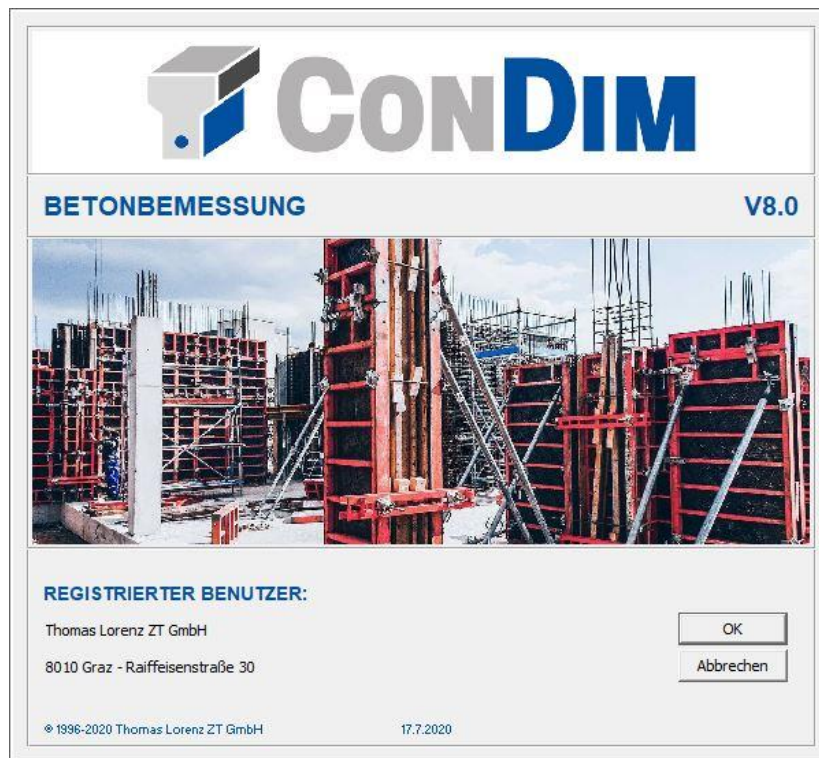 CONDIM
BETONBEMESSUNG V8.0
REGISTRIERTER BENUTZER:
Thomas Lorenz ZT GmbH
OK
8010 Graz - Raiffeisenstraße 30
Abbrechen
© 1996-2020 Thomas Lorenz ZT GmbH 17.7.2020